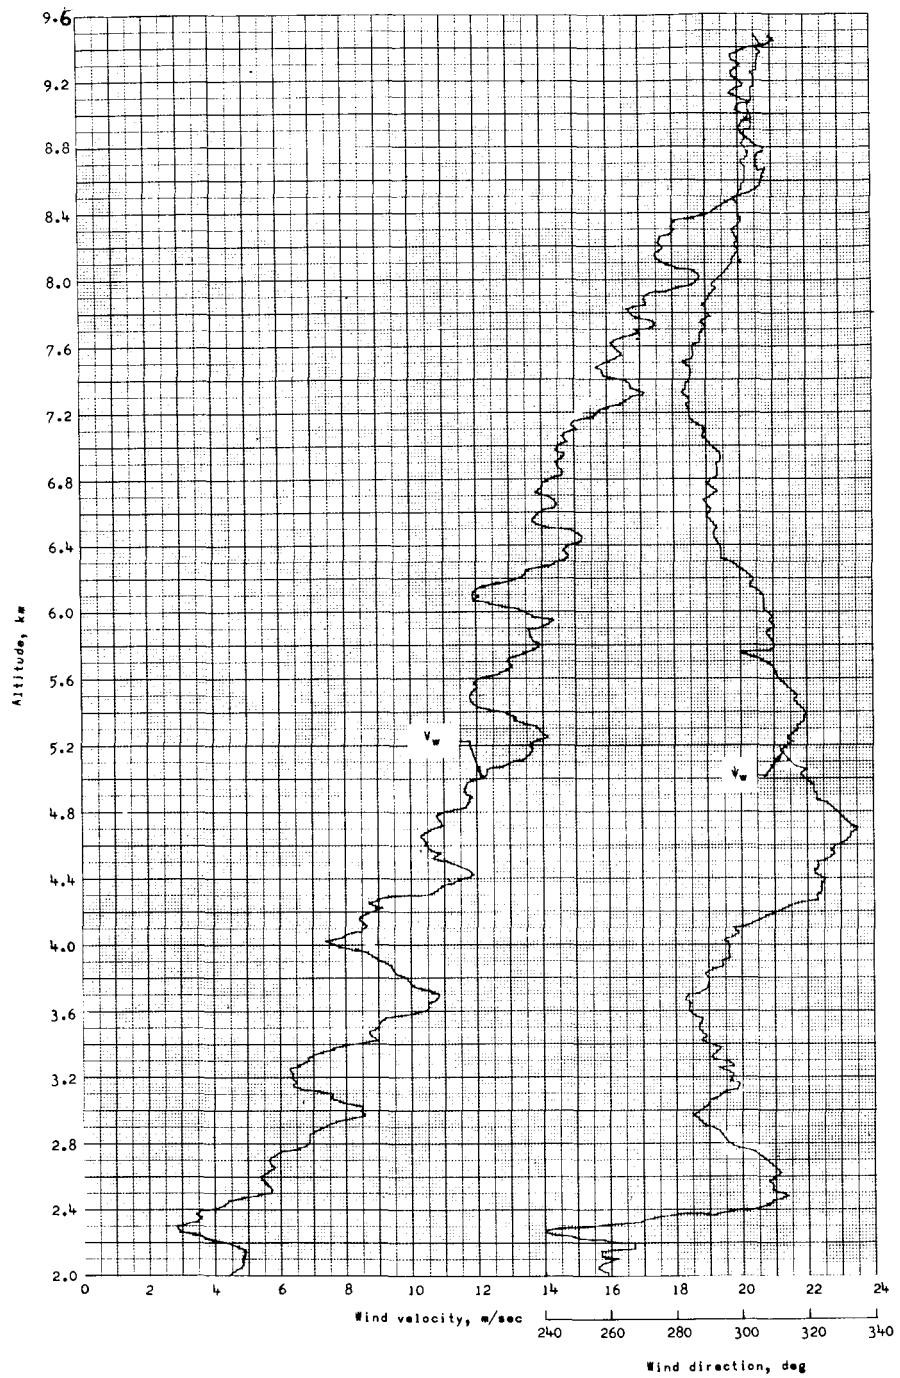 9.6
9.2
8.8
8.4
8.0
7.6
7.2
6.8
6.4
6.0
5.6
5.2
4.8
4.4
4.0
3.6
3.2
2.8
2.4
2.0
Altitude, km
Vw
ψw
0 2 4 6 8 10 12 14 16 18 20 22 24
Wind velocity, m/sec
240 260 280 300 320 340
Wind direction, deg